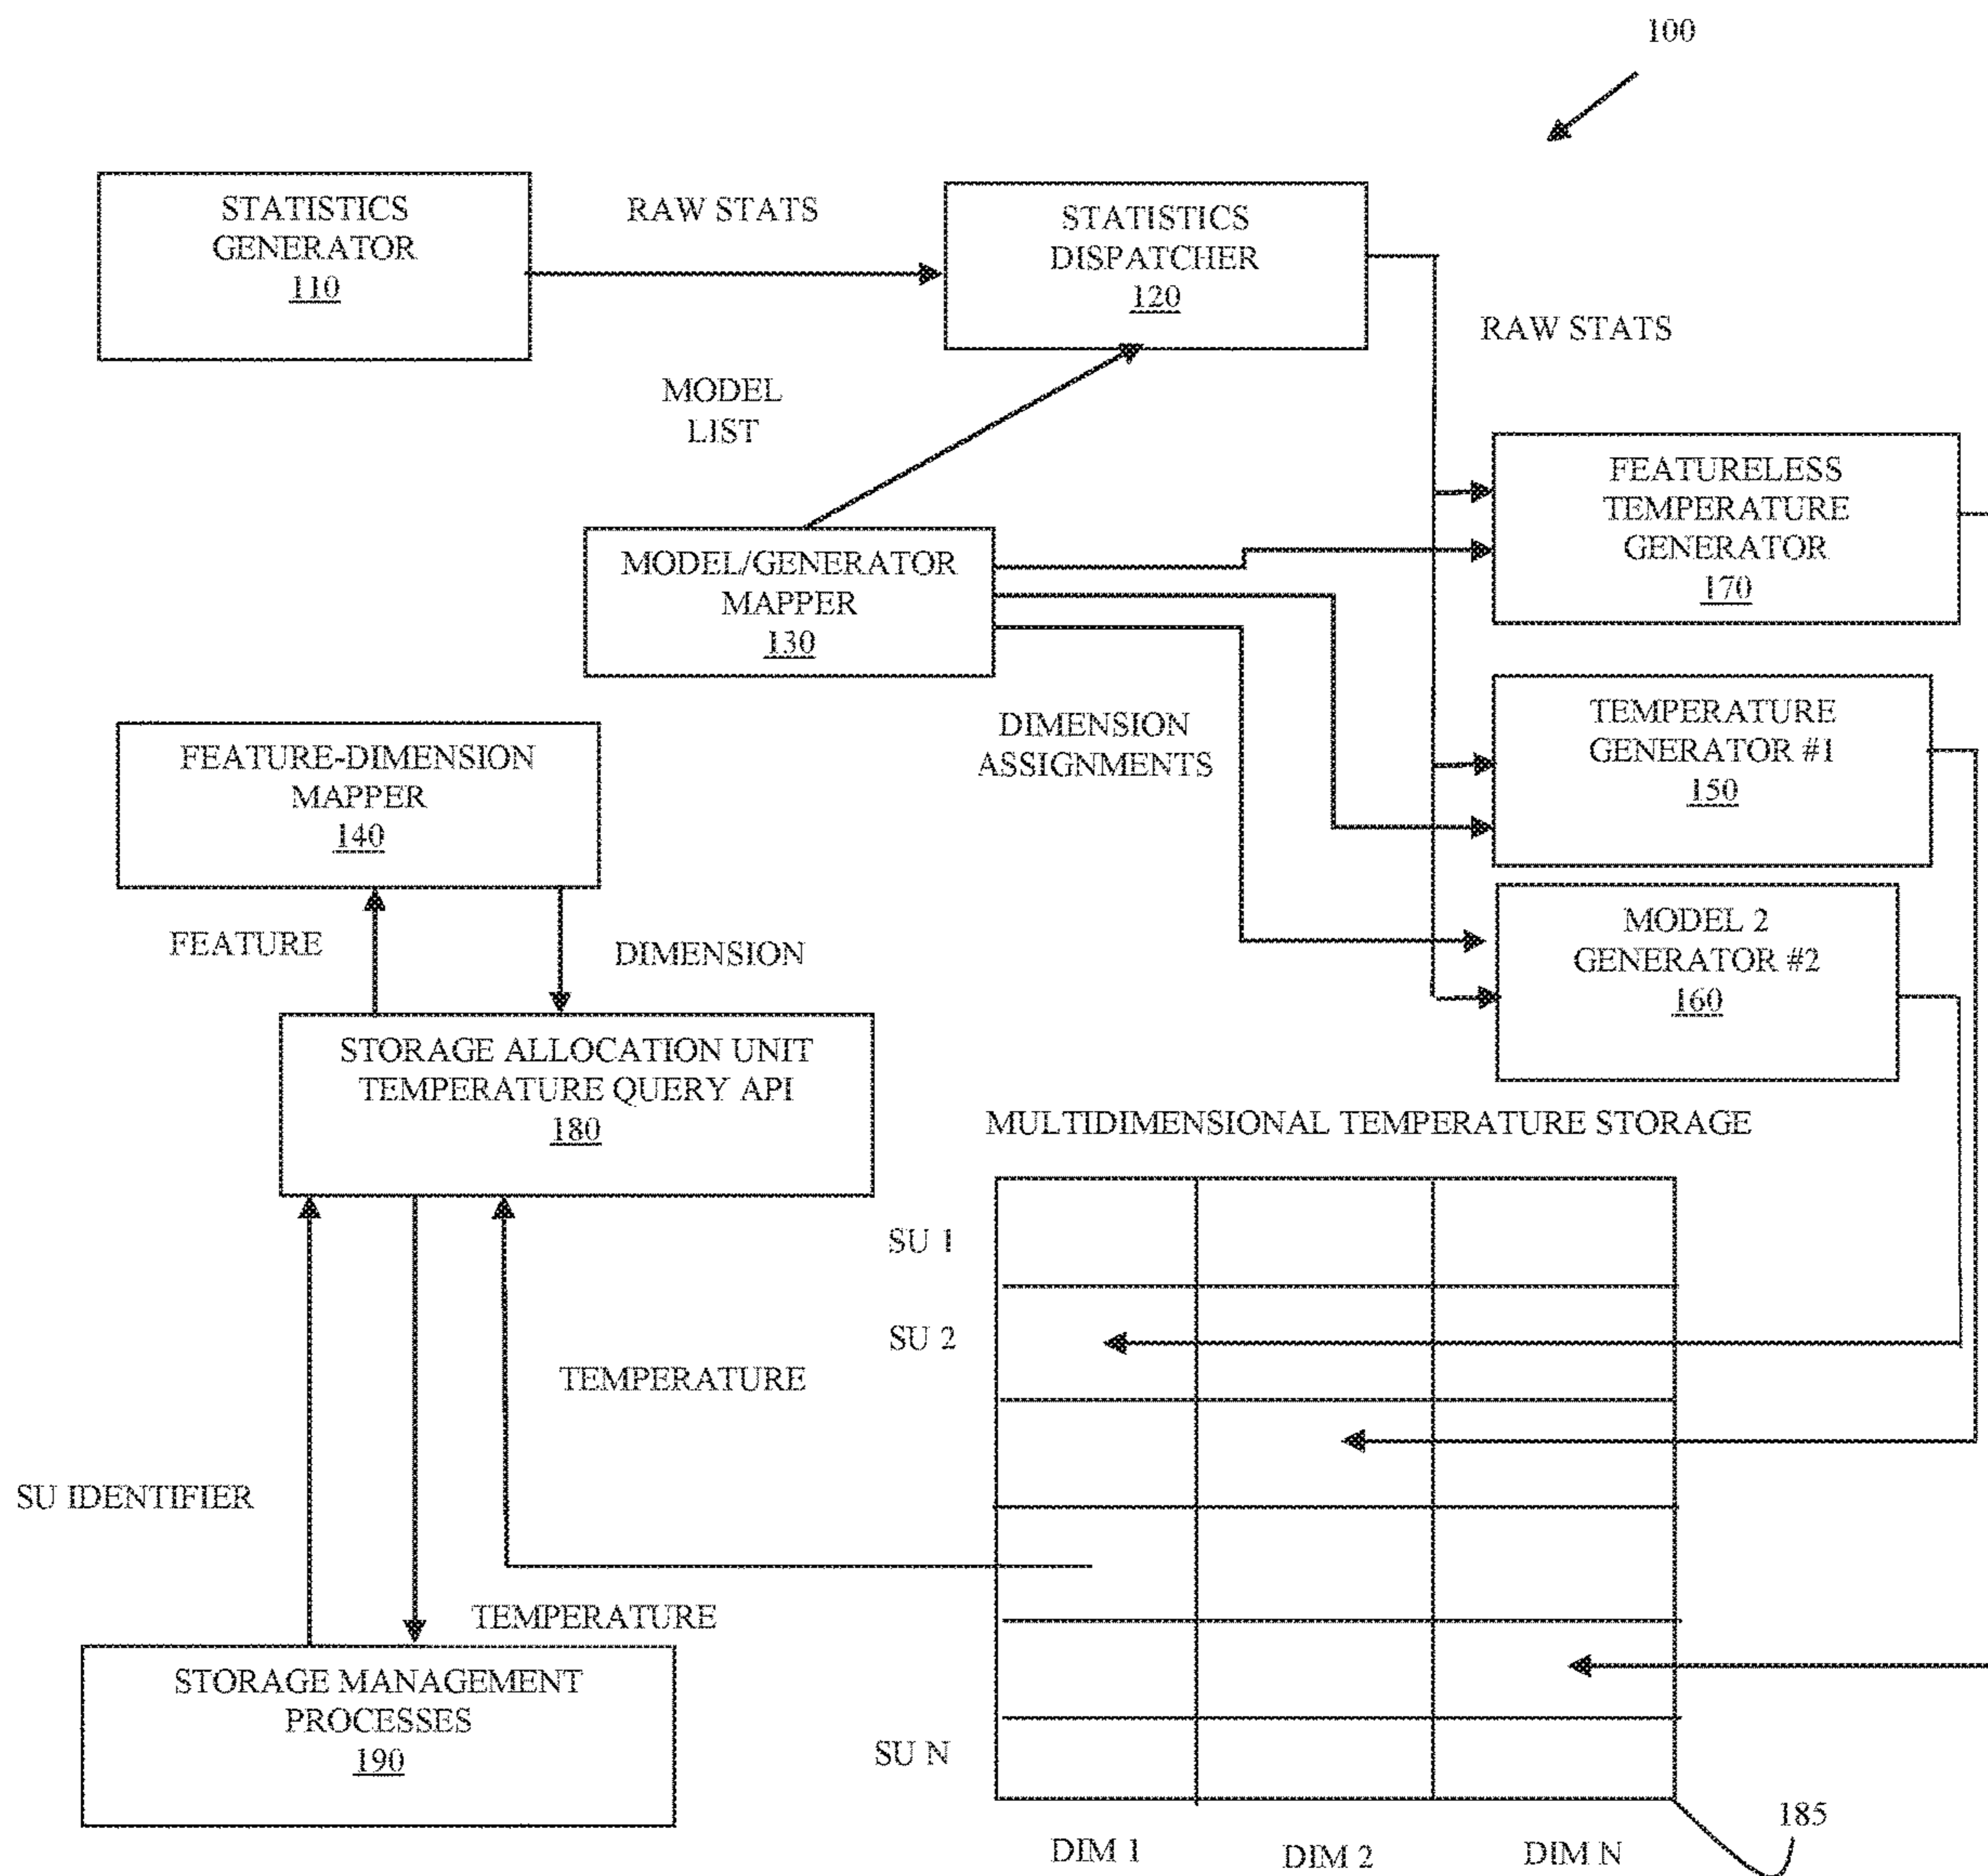 100
STATISTICS
GENERATOR
110
RAW STATS
STATISTICS
DISPATCHER
120
RAW STATS
MODEL
LIST
FEATURELESS
TEMPERATURE
GENERATOR
170
MODEL/GENERATOR
MAPPER
130
DIMENSION
ASSIGNMENTS
TEMPERATURE
GENERATOR #1
150
FEATURE-DIMENSION
MAPPER
140
MODEL 2
GENERATOR #2
160
FEATURE
DIMENSION
STORAGE ALLOCATION UNIT
TEMPERATURE QUERY API
180
MULTIDIMENSIONAL TEMPERATURE STORAGE
SU 1
SU 2
TEMPERATURE
SU IDENTIFIER
TEMPERATURE
STORAGE MANAGEMENT
PROCESSES
190
SU N
185
DIM 1
DIM 2
DIM N